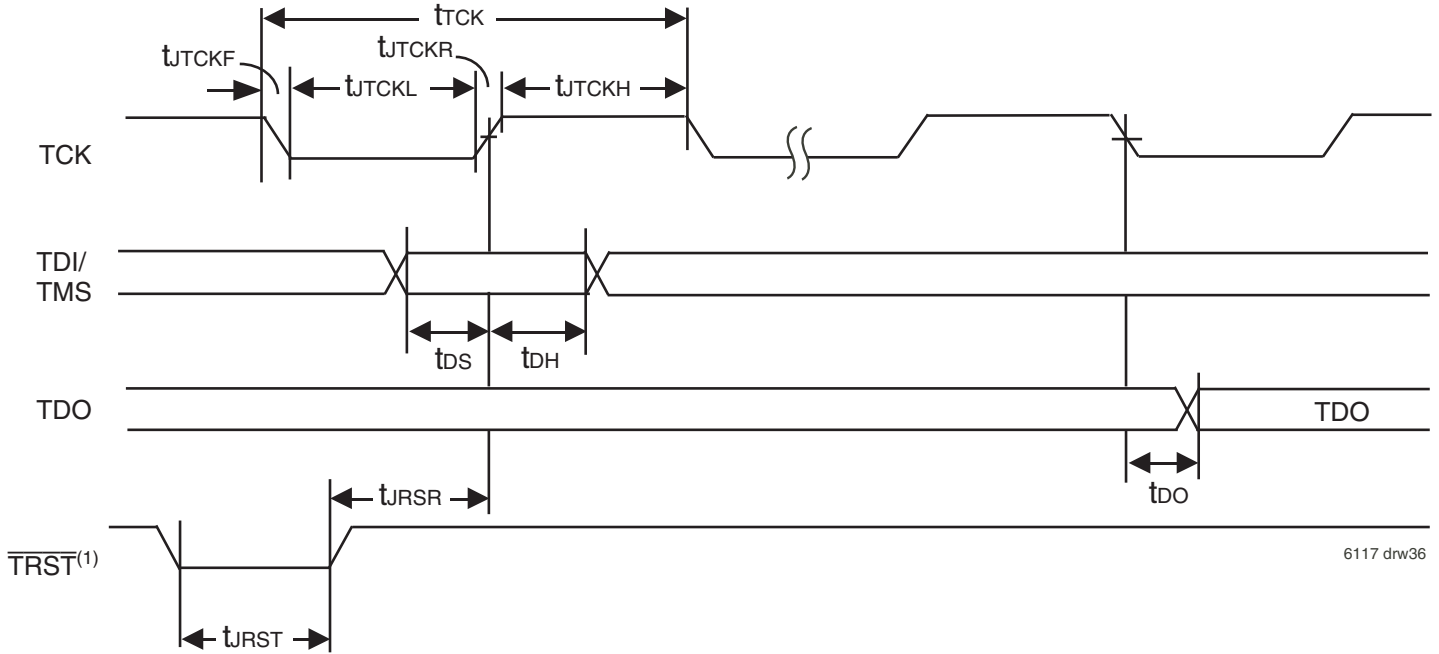 tTCK
tJTCKF
tJTCKR
tJTCKL
tJTCKH
TCK
TDI/
TMS
tDS
tDH
TDO
TDO
tDO
tJRSR
TRST(1)
6117 drw36
tJRST